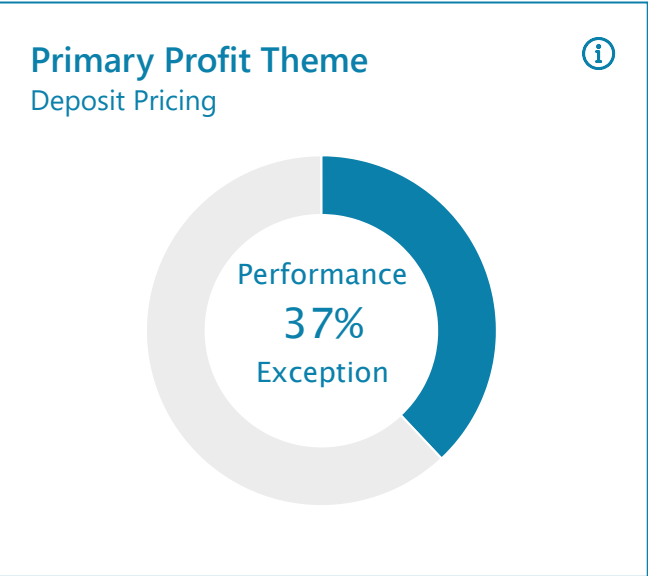 Primary Profit Theme
Deposit Pricing
Performance
37%
Exception